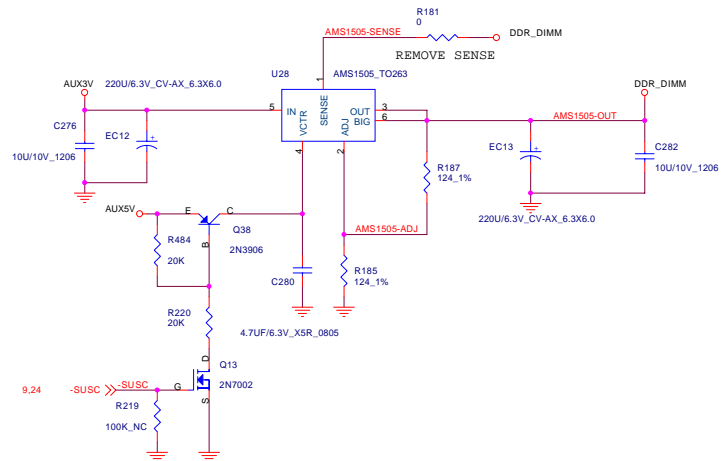 R181
0
AMS1505-SENSE
DDR_DIMM
REMOVE SENSE
U28
AMS1505_TO263
AUX3V
220U/6.3V_CV-AX_6.3X6.0
DDR_DIMM
1
5
IN
SENSE
OUT
3
BIG
6
VCTR
ADJ
4
2
AMS1505-OUT
C276
EC12
10U/10V_1206
EC13
C282
10U/10V_1206
R187
124_1%
220U/6.3V_CV-AX_6.3X6.0
AUX5V
E
C
B
Q38
2N3906
AMS1505-ADJ
R484
20K
C280
R185
124_1%
R220
20K
4.7UF/6.3V_X5R_0805
D
Q13
2N7002
G
S
9,24
-SUSC
-SUSC
R219
100K_NC